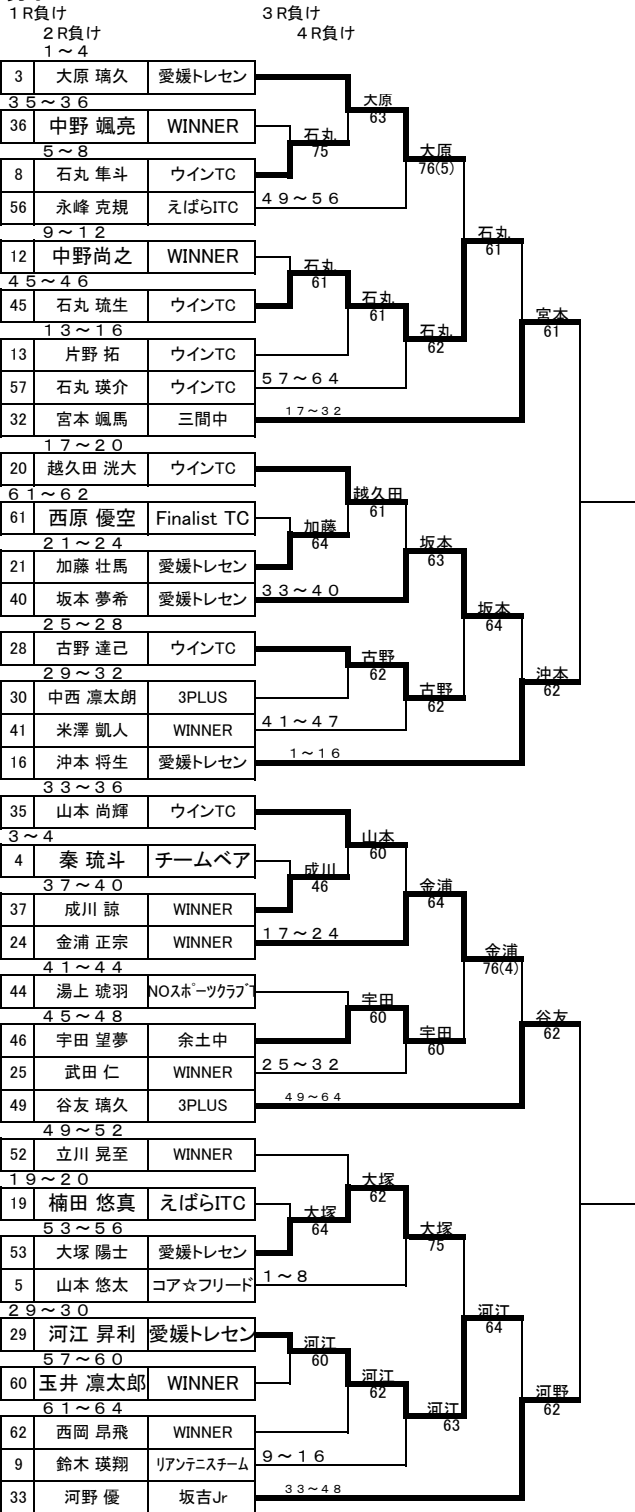 1R負け 3R負け
2R負け 4R負け
1～4
3 大原 璃久 愛媛トレセン
35～36 大原
63
36 中野 颯亮 WINNER 石丸
75
5～8 大原
76(5)
8 石丸 隼斗 ウインTC
56 永峰 克規 えばらITC 49～56
9～12 石丸
61
12 中野尚之 WINNER 石丸
61
45～46
45 石丸 琉生 ウインTC 石丸
61
13～16 石丸
62
宮本
61
13 片野 拓 ウインTC
57 石丸 瑛介 ウインTC 57～64
32 宮本 颯馬 三間中 17～32
17～20
20 越久田 洸大 ウインTC
61～62 越久田
61
61 西原 優空 Finalist TC 加藤
64
21～24 坂本
63
21 加藤 壮馬 愛媛トレセン
40 坂本 夢希 愛媛トレセン 33～40
25～28 坂本
64
28 古野 達己 ウインTC 古野
62
29～32
30 中西 凛太朗 3PLUS 古野
62
沖本
62
41 米澤 凱人 WINNER 41～47
16 沖本 将生 愛媛トレセン 1～16
33～36
35 山本 尚輝 ウインTC
3～4 山本
60
4 秦 琉斗 チームベア 成川
46
37～40 金浦
64
37 成川 諒 WINNER
24 金浦 正宗 WINNER 17～24
41～44 金浦
76(4)
44 湯上 琥羽 NOスポーツクラブT 宇田
60
45～48
46 宇田 望夢 余土中 宇田
60
谷友
62
25 武田 仁 WINNER 25～32
49 谷友 璃久 3PLUS 49～64
49～52
52 立川 晃至 WINNER
19～20 大塚
62
19 楠田 悠真 えばらITC 大塚
64
53～56 大塚
75
53 大塚 陽士 愛媛トレセン
5 山本 悠太 コア☆フリード 1～8
29～30 河江
64
29 河江 昇利 愛媛トレセン 河江
60
57～60
60 玉井 凛太郎 WINNER 河江
62
61～64 河江
63
河野
62
62 西岡 昂飛 WINNER
9 鈴木 瑛翔 リアンテニスチーム 9～16
33 河野 優 坂吉Jr 33～48